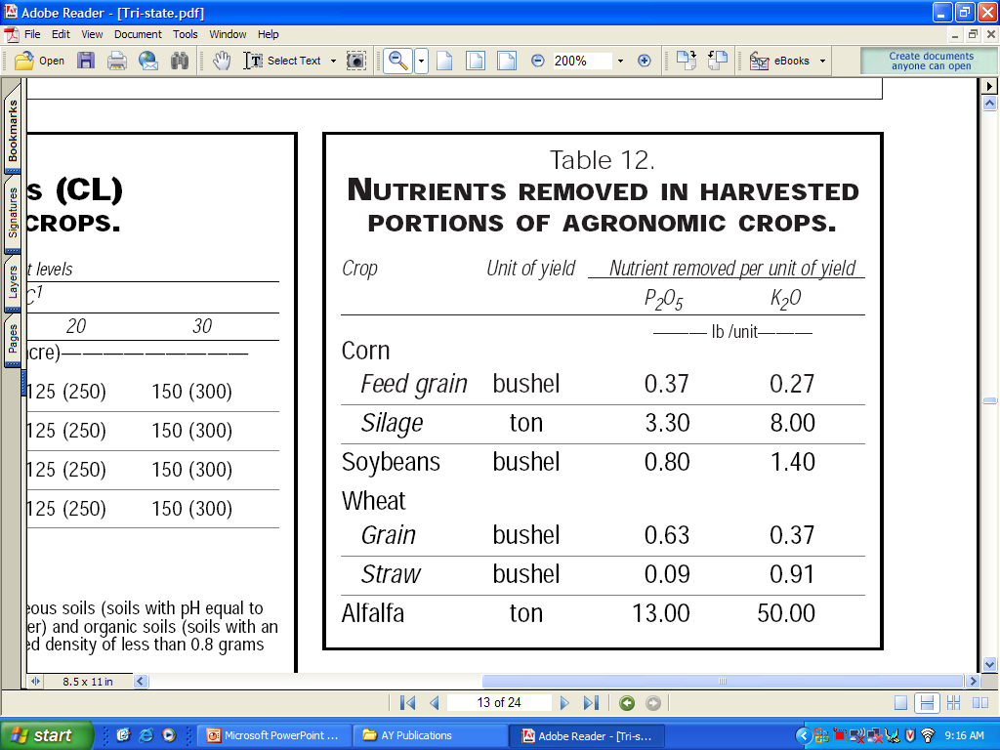 Adobe Reader - [Tri-state.pdf]
File Edit View Document Tools Window Help
Open Select Text 200% eBooks Create documents anyone can open
Bookmarks
Signatures
Layers
Pages
s (CL)
crops.
t levels
C1
20 30
acre)
125 (250) 150 (300)
125 (250) 150 (300)
125 (250) 150 (300)
125 (250) 150 (300)
eous soils (soils with pH equal to
er) and organic soils (soils with an
ed density of less than 0.8 grams
Table 12.
NUTRIENTS REMOVED IN HARVESTED
PORTIONS OF AGRONOMIC CROPS.
Crop Unit of yield Nutrient removed per unit of yield
P2O5 K2O
lb /unit
Corn
Feed grain bushel 0.37 0.27
Silage ton 3.30 8.00
Soybeans bushel 0.80 1.40
Wheat
Grain bushel 0.63 0.37
Straw bushel 0.09 0.91
Alfalfa ton 13.00 50.00
8.5 x 11 in
13 of 24
start Microsoft PowerPoint ... AY Publications Adobe Reader - [Tri-s... 9:16 AM